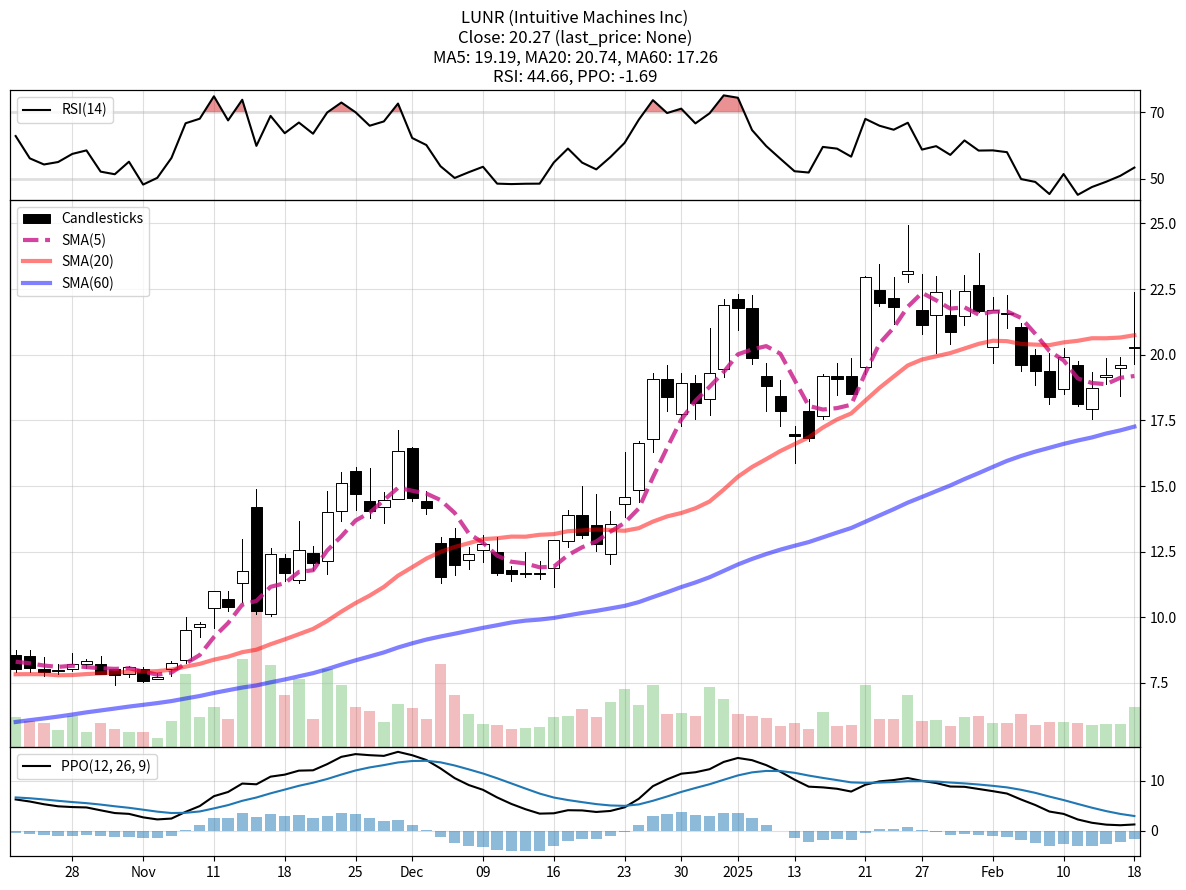 LUNR (Intuitive Machines Inc)
Close: 20.27 (last_price: None)
MA5: 19.19, MA20: 20.74, MA60: 17.26
RSI: 44.66, PPO: -1.69
RSI(14)
70
50
Candlesticks
SMA(5)
SMA(20)
SMA(60)
25.0
22.5
20.0
17.5
15.0
12.5
10.0
7.5
PPO(12, 26, 9)
10
0
28 Nov 11 18 25 Dec 09 16 23 30 2025 13 21 27 Feb 10 18